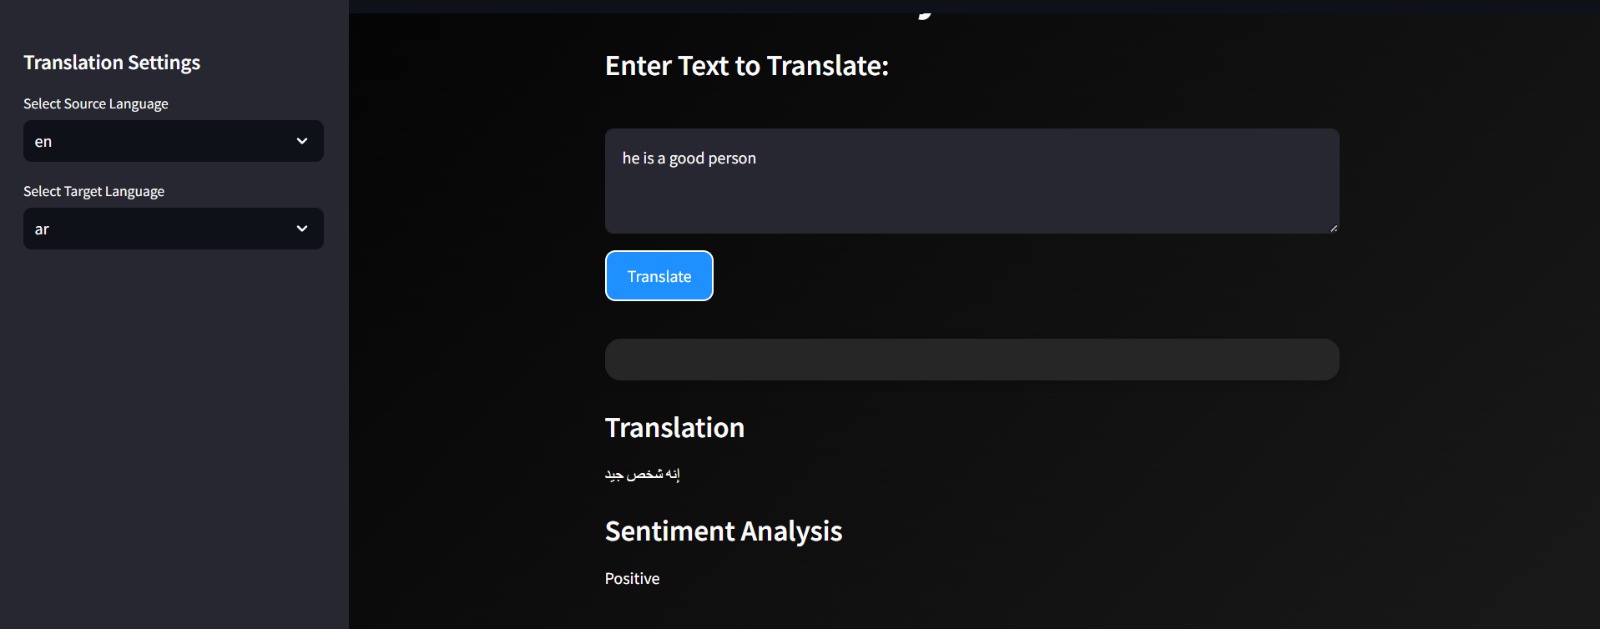 Translation Settings
Select Source Language
en
Select Target Language
ar
Enter Text to Translate:
he is a good person
Translate
Translation
إنه شخص جيد
Sentiment Analysis
Positive